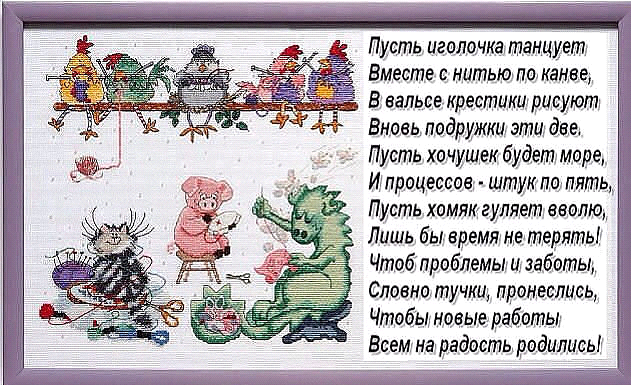 Пусть иголочка танцует
Вместе с нитью по канве,
В вальсе крестики рисуют
Вновь подружки эти две.
Пусть хочушек будет море,
И процессов - штук по пять,
Пусть хомяк гуляет вволю,
Лишь бы время не терять!
Чтоб проблемы и заботы,
Словно тучки, пронеслись,
Чтобы новые работы
Всем на радость родились!